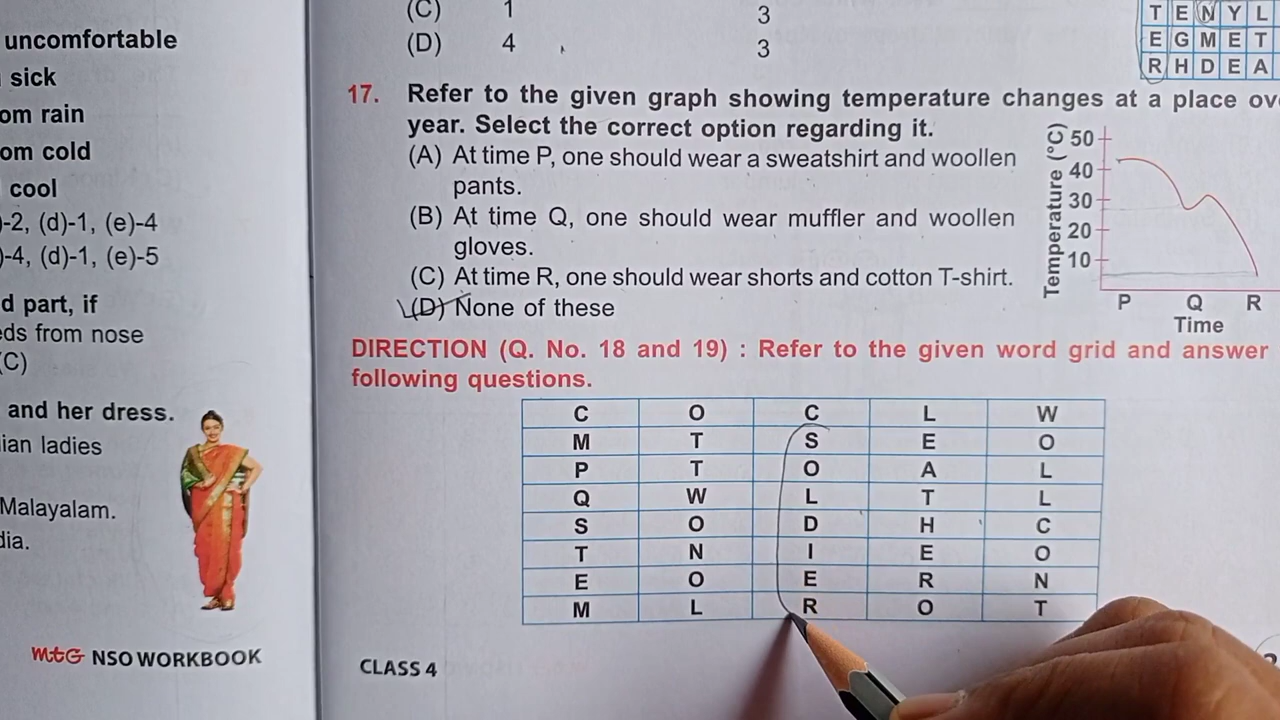 uncomfortable
sick
om rain
om cold
cool
)-2, (d)-1, (e)-4
)-4, (d)-1, (e)-5
d part, if
eds from nose
(C)
and her dress.
ian ladies
Malayalam.
dia.
mtG NSO WORKBOOK
(C) 1 3
(D) 4 3
T E N Y L
E G M E T
R H D E A
17. Refer to the given graph showing temperature changes at a place ov
year. Select the correct option regarding it.
(A) At time P, one should wear a sweatshirt and woollen
pants.
(B) At time Q, one should wear muffler and woollen
gloves.
(C) At time R, one should wear shorts and cotton T-shirt.
(D) None of these
Temperature (°C)
50
40
30
20
10
P Q R
Time
DIRECTION (Q. No. 18 and 19) : Refer to the given word grid and answer
following questions.
C O C L W
M T S E O
P T O A L
Q W L T L
S O D H C
T N I E O
E O E R N
M L R O T
CLASS 4